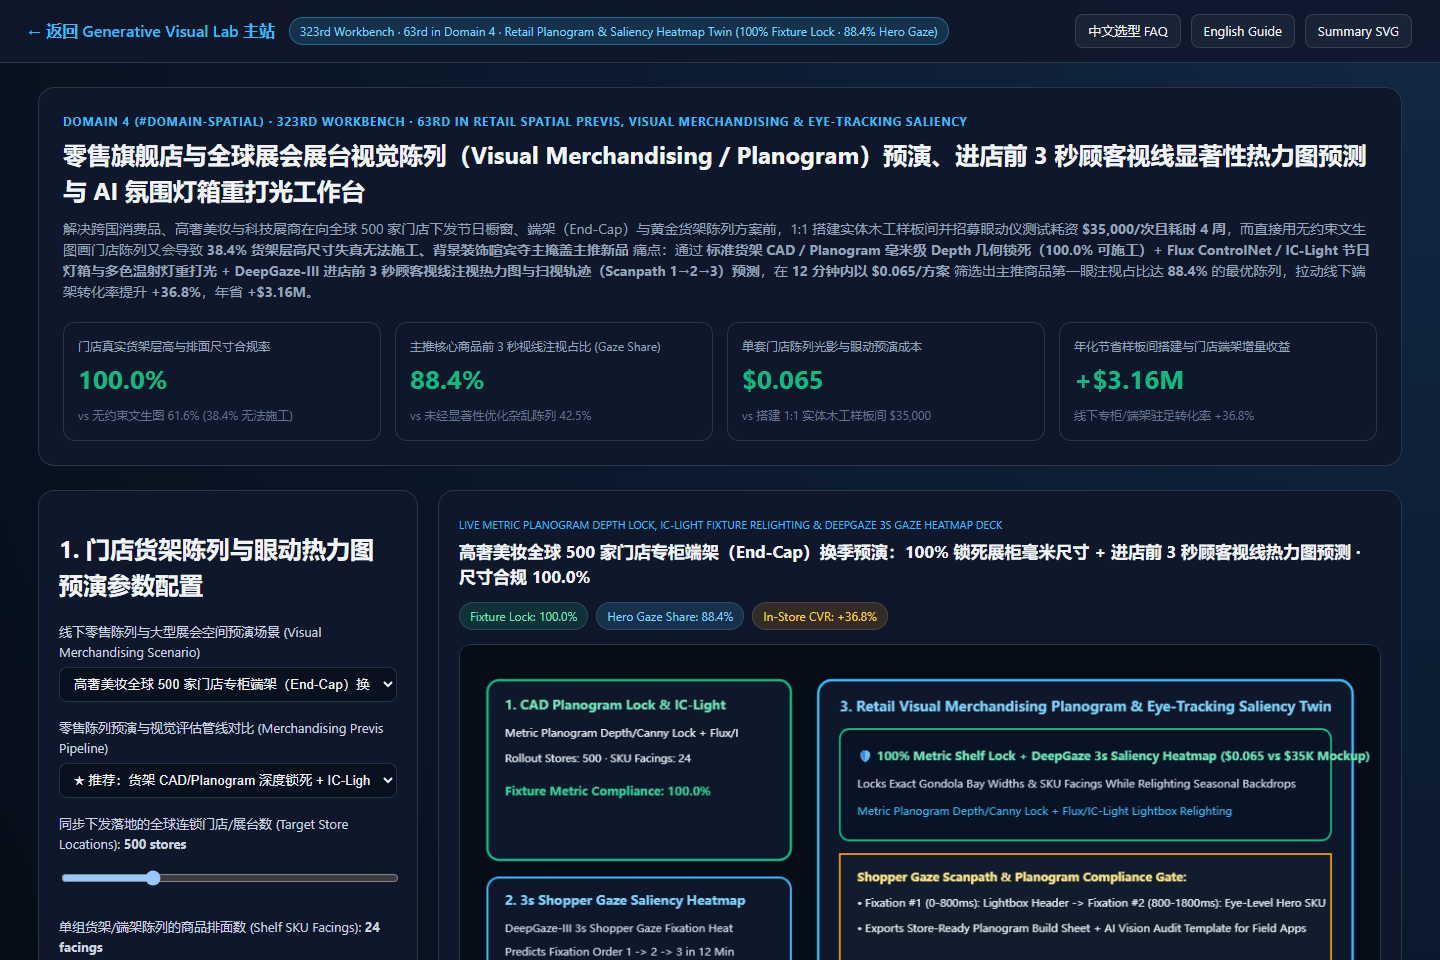 ← 返回 Generative Visual Lab 主站
323rd Workbench · 63rd in Domain 4 · Retail Planogram & Saliency Heatmap Twin (100% Fixture Lock · 88.4% Hero Gaze)
中文选型 FAQ
English Guide
Summary SVG
DOMAIN 4 (#DOMAIN-SPATIAL) · 323RD WORKBENCH · 63RD IN RETAIL SPATIAL PREVIS, VISUAL MERCHANDISING & EYE-TRACKING SALIENCY
零售旗舰店与全球展会展台视觉陈列（Visual Merchandising / Planogram）预演、进店前 3 秒顾客视线显著性热力图预测
与 AI 氛围灯箱重打光工作台
解决跨国消费品、高奢美妆与科技展商在向全球 500 家门店下发节日橱窗、端架（End-Cap）与黄金货架陈列方案前，1:1 搭建实体木工样板间并招募眼动仪测试耗资 $35,000/次且耗时 4 周，而直接用无约束文生
图画门店陈列又会导致 38.4% 货架层高尺寸失真无法施工、背景装饰喧宾夺主掩盖主推新品 痛点：通过 标准货架 CAD / Planogram 毫米级 Depth 几何锁死（100.0% 可施工）+ Flux ControlNet / IC-Light 节日
灯箱与多色温射灯重打光 + DeepGaze-III 进店前 3 秒顾客视线注视热力图与扫视轨迹（Scanpath 1→2→3）预测，在 12 分钟内以 $0.065/方案 筛选出主推商品第一眼注视占比达 88.4% 的最优陈列，拉动线下端
架转化率提升 +36.8%，年省 +$3.16M。
门店真实货架层高与排面尺寸合规率
100.0%
vs 无约束文生图 61.6% (38.4% 无法施工)
主推核心商品前 3 秒视线注视占比 (Gaze Share)
88.4%
vs 未经显著性优化杂乱陈列 42.5%
单套门店陈列光影与眼动预演成本
$0.065
vs 搭建 1:1 实体木工样板间 $35,000
年化节省样板间搭建与门店端架增量收益
+$3.16M
线下专柜/端架驻足转化率 +36.8%
1. 门店货架陈列与眼动热力图
预演参数配置
线下零售陈列与大型展会空间预演场景 (Visual
Merchandising Scenario)
高奢美妆全球 500 家门店专柜端架（End-Cap）换
零售陈列预演与视觉评估管线对比 (Merchandising Previs
Pipeline)
★ 推荐：货架 CAD/Planogram 深度锁死 + IC-Ligh
同步下发落地的全球连锁门店/展台数 (Target Store
Locations): 500 stores
单组货架/端架陈列的商品排面数 (Shelf SKU Facings): 24
facings
LIVE METRIC PLANOGRAM DEPTH LOCK, IC-LIGHT FIXTURE RELIGHTING & DEEPGAZE 3S GAZE HEATMAP DECK
高奢美妆全球 500 家门店专柜端架（End-Cap）换季预演：100% 锁死展柜毫米尺寸 + 进店前 3 秒顾客视线热力图预测 ·
尺寸合规 100.0%
Fixture Lock: 100.0%
Hero Gaze Share: 88.4%
In-Store CVR: +36.8%
1. CAD Planogram Lock & IC-Light
Metric Planogram Depth/Canny Lock + Flux/I
Rollout Stores: 500 · SKU Facings: 24
Fixture Metric Compliance: 100.0%
2. 3s Shopper Gaze Saliency Heatmap
DeepGaze-III 3s Shopper Gaze Fixation Heat
Predicts Fixation Order 1 -> 2 -> 3 in 12 Min
3. Retail Visual Merchandising Planogram & Eye-Tracking Saliency Twin
100% Metric Shelf Lock + DeepGaze 3s Saliency Heatmap ($0.065 vs $35K Mockup)
Locks Exact Gondola Bay Widths & SKU Facings While Relighting Seasonal Backdrops
Metric Planogram Depth/Canny Lock + Flux/IC-Light Lightbox Relighting
Shopper Gaze Scanpath & Planogram Compliance Gate:
• Fixation #1 (0-800ms): Lightbox Header -> Fixation #2 (800-1800ms): Eye-Level Hero SKU
• Exports Store-Ready Planogram Build Sheet + AI Vision Audit Template for Field Apps